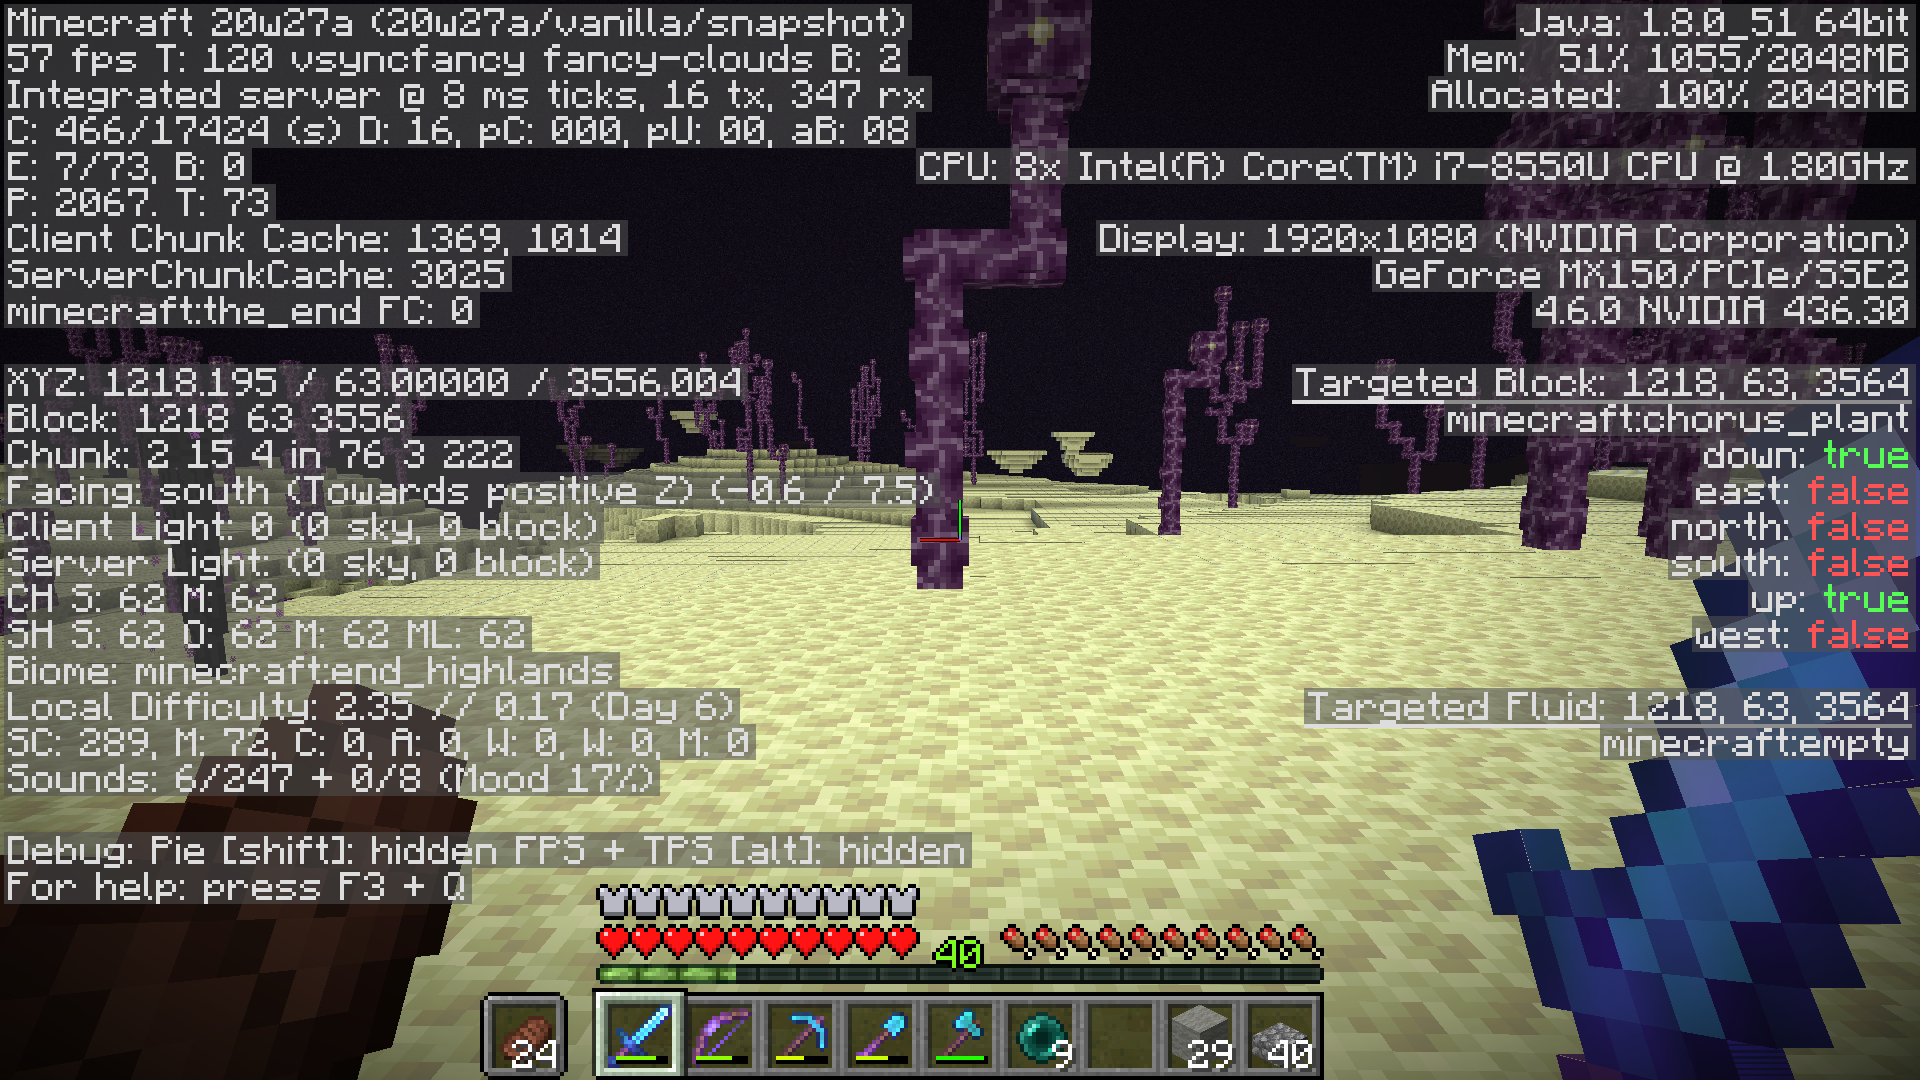 Minecraft 20w27a (20w27a/vanilla/snapshot)
57 fps T: 120 vsyncfancy fancy-clouds B: 2
Integrated server @ 8 ms ticks, 16 tx, 347 rx
C: 466/17424 (s) D: 16, pC: 000, pU: 00, aB: 08
E: 7/73, B: 0
P: 2067. T: 73
Client Chunk Cache: 1369, 1014
ServerChunkCache: 3025
minecraft:the_end FC: 0
XYZ: 1218.195 / 63.00000 / 3556.004
Block: 1218 63 3556
Chunk: 2 15 4 in 76 3 222
Facing: south (Towards positive Z) (-0.6 / 7.5)
Client Light: 0 (0 sky, 0 block)
Server Light: (0 sky, 0 block)
CH S: 62 M: 62
SH S: 62 O: 62 M: 62 ML: 62
Biome: minecraft:end_highlands
Local Difficulty: 2.35 // 0.17 (Day 6)
SC: 289, M: 72, C: 0, A: 0, W: 0, W: 0, M: 0
Sounds: 6/247 + 0/8 (Mood 17%)
Debug: Pie [shift]: hidden FPS + TPS [alt]: hidden
For help: press F3 + Q
Java: 1.8.0_51 64bit
Mem: 51% 1055/2048MB
Allocated: 100% 2048MB
CPU: 8x Intel(R) Core(TM) i7-8550U CPU @ 1.80GHz
Display: 1920x1080 (NVIDIA Corporation)
GeForce MX150/PCIe/SSE2
4.6.0 NVIDIA 436.30
Targeted Block: 1218, 63, 3564
minecraft:chorus_plant
down: true
east: false
north: false
south: false
up: true
west: false
Targeted Fluid: 1218, 63, 3564
minecraft:empty
40
24
9
29
40